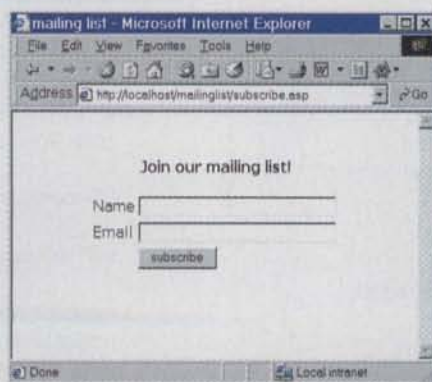 mailing list - Microsoft Internet Explorer
File Edit View Favorites Tools Help
Address http://localhost/mailinglist/subscribe.asp Go
Join our mailing list!
Name
Email
subscribe
Done Local intranet